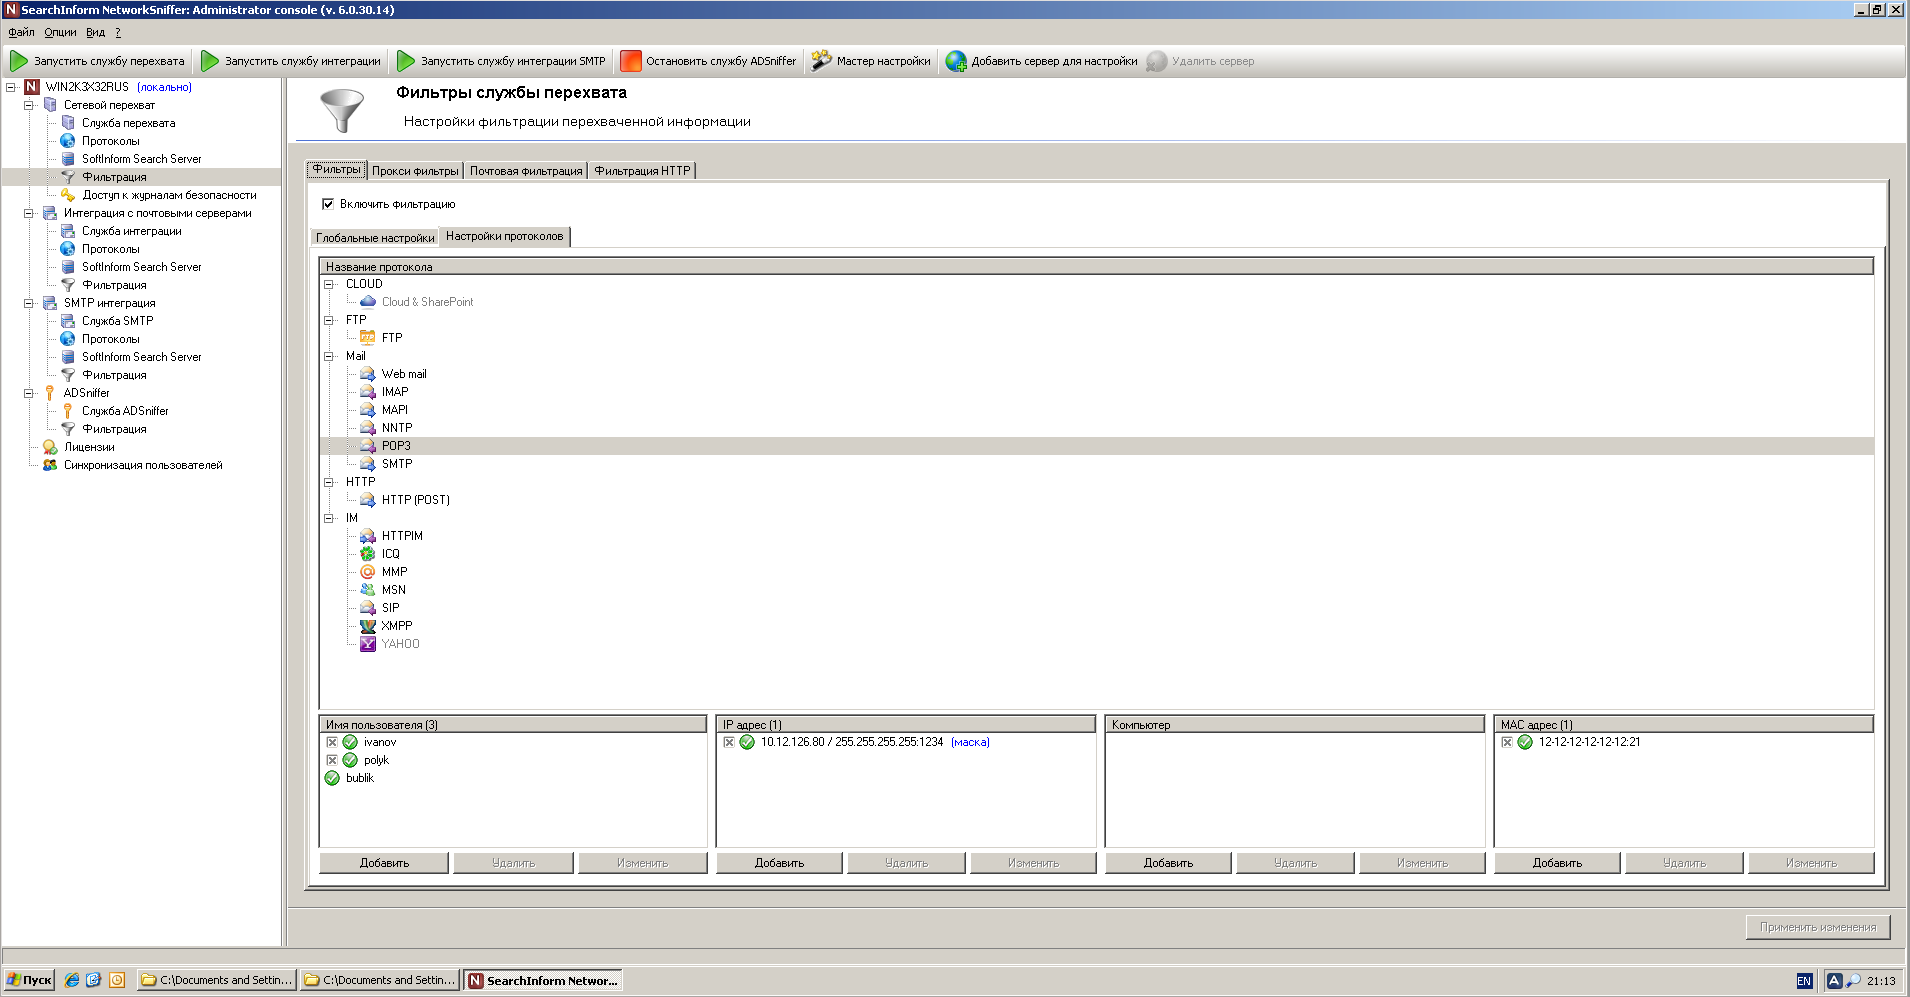 SearchInform NetworkSniffer: Administrator console (v. 6.0.30.14)
Файл Опции Вид ?
Запустить службу перехвата Запустить службу интеграции Запустить службу интеграции SMTP Остановить службу ADSniffer Мастер настройки Добавить сервер для настройки Удалить сервер
WIN2K3X32RUS (локально)
Сетевой перехват
Служба перехвата
Протоколы
SoftInform Search Server
Фильтрация
Доступ к журналам безопасности
Интеграция с почтовыми серверами
Служба интеграции
Протоколы
SoftInform Search Server
Фильтрация
SMTP интеграция
Служба SMTP
Протоколы
SoftInform Search Server
Фильтрация
ADSniffer
Служба ADSniffer
Фильтрация
Лицензии
Синхронизация пользователей
Фильтры службы перехвата
Настройки фильтрации перехваченной информации
Фильтры Прокси фильтры Почтовая фильтрация Фильтрация HTTP
Включить фильтрацию
Глобальные настройки Настройки протоколов
Название протокола
CLOUD
Cloud & SharePoint
FTP
FTP
Mail
Web mail
IMAP
MAPI
NNTP
POP3
SMTP
HTTP
HTTP (POST)
IM
HTTPIM
ICQ
MMP
MSN
SIP
XMPP
YAHOO
Имя пользователя (3)
ivanov
polyk
bublik
Добавить Удалить Изменить
IP адрес (1)
10.12.126.80 / 255.255.255.255:1234 (маска)
Добавить Удалить Изменить
Компьютер
Добавить Удалить Изменить
MAC адрес (1)
12-12-12-12-12-12:21
Добавить Удалить Изменить
Применить изменения
Пуск C:\Documents and Settin... C:\Documents and Settin... SearchInform Networ... EN 21:13